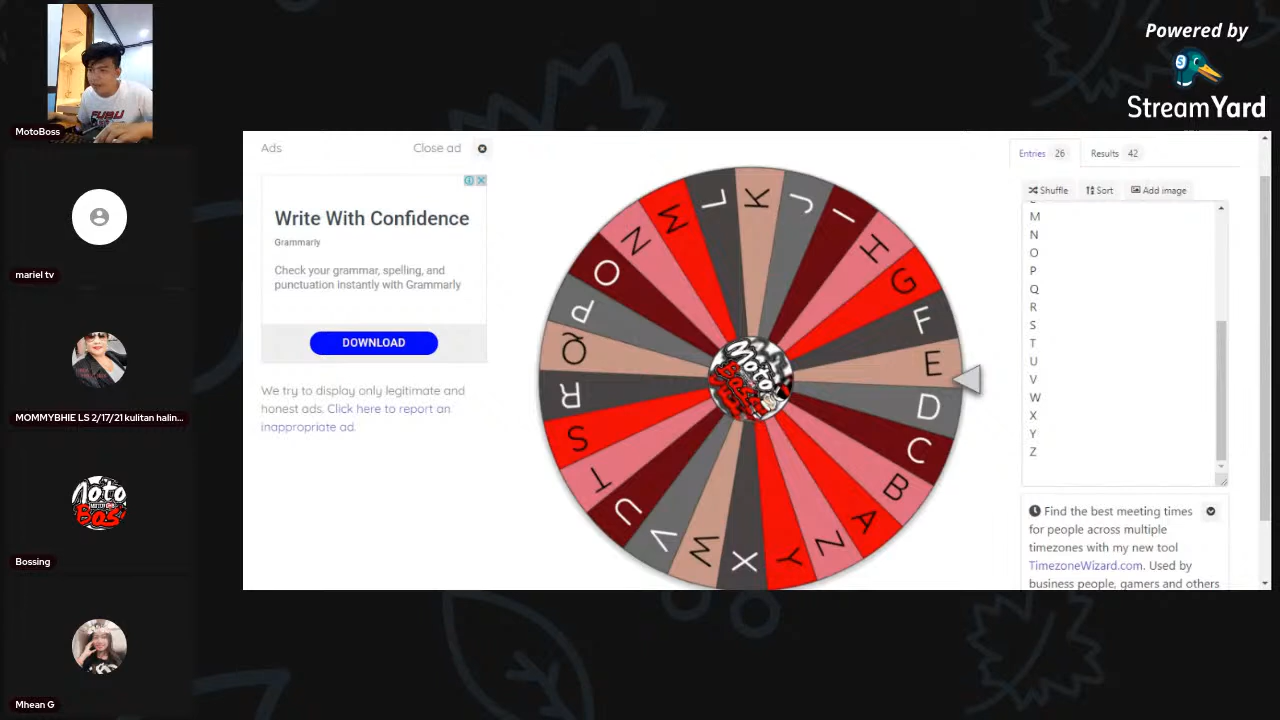 Powered by
StreamYard
MotoBoss
mariel tv
MOMMYBHIE LS 2/17/21 kulitan halin...
Bossing
Mhean G
Ads
Close ad
Write With Confidence
Grammarly
Check your grammar, spelling, and
punctuation instantly with Grammarly
DOWNLOAD
We try to display only legitimate and
honest ads. Click here to report an
inappropriate ad.
A
B
C
D
E
F
G
H
I
J
K
L
M
N
O
P
Q
R
S
T
U
V
W
X
Y
Z
Moto
Entries 26
Results 42
Shuffle
Sort
Add image
M
N
O
P
Q
R
S
T
U
V
W
X
Y
Z
Find the best meeting times
for people across multiple
timezones with my new tool
TimezoneWizard.com. Used by
business people, gamers and others